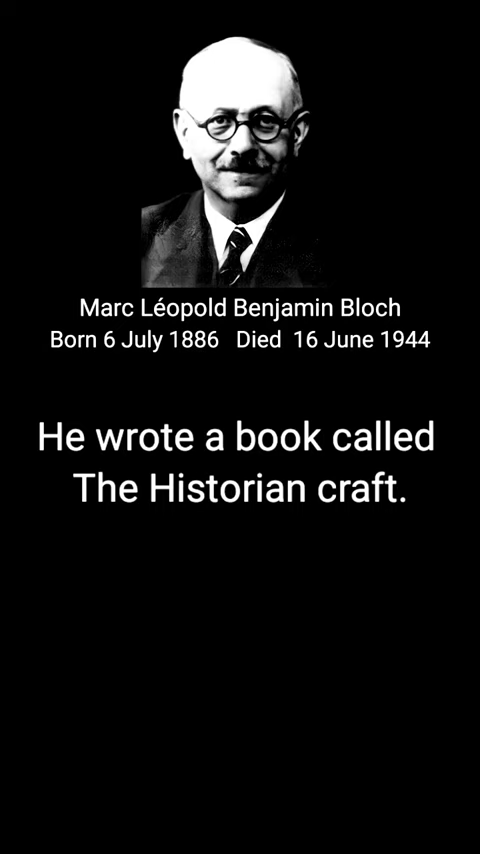 Marc Léopold Benjamin Bloch
Born 6 July 1886 Died 16 June 1944
He wrote a book called
The Historian craft.